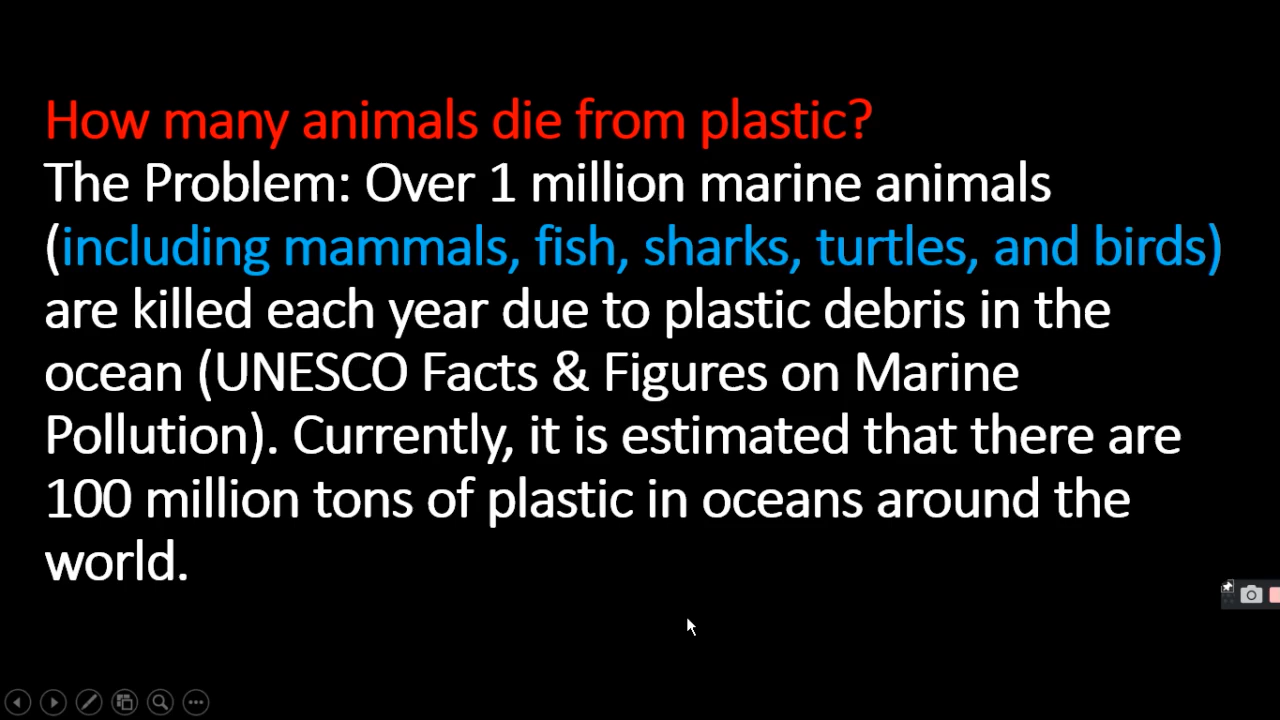 How many animals die from plastic?
The Problem: Over 1 million marine animals
(including mammals, fish, sharks, turtles, and birds)
are killed each year due to plastic debris in the
ocean (UNESCO Facts & Figures on Marine
Pollution). Currently, it is estimated that there are
100 million tons of plastic in oceans around the
world.